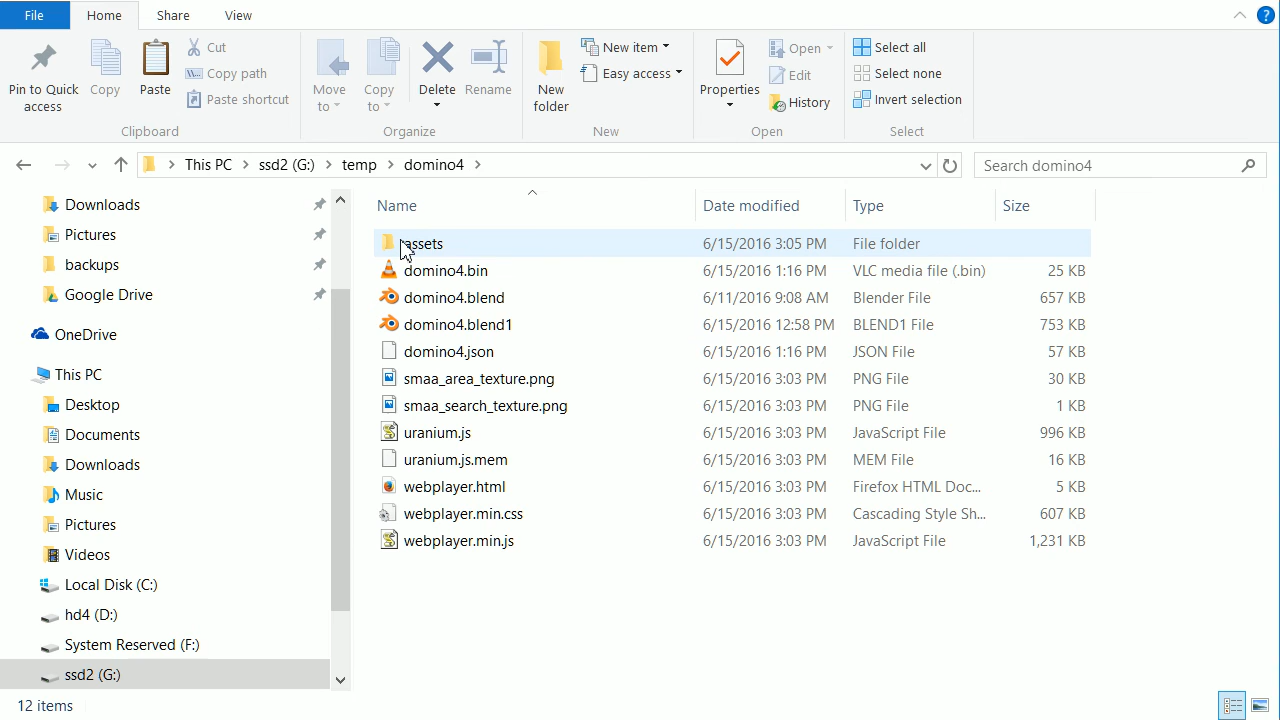 File Home Share View
Pin to Quick access
Copy
Paste
Cut
Copy path
Paste shortcut
Clipboard
Move to
Copy to
Delete
Rename
Organize
New folder
New item
Easy access
New
Properties
Open
Edit
History
Open
Select all
Select none
Invert selection
Select
This PC ssd2 (G:) temp domino4
Search domino4
Downloads
Pictures
backups
Google Drive
OneDrive
This PC
Desktop
Documents
Downloads
Music
Pictures
Videos
Local Disk (C:)
hd4 (D:)
System Reserved (F:)
ssd2 (G:)
Name Date modified Type Size
assets 6/15/2016 3:05 PM File folder
domino4.bin 6/15/2016 1:16 PM VLC media file (.bin) 25 KB
domino4.blend 6/11/2016 9:08 AM Blender File 657 KB
domino4.blend1 6/15/2016 12:58 PM BLEND1 File 753 KB
domino4.json 6/15/2016 1:16 PM JSON File 57 KB
smaa_area_texture.png 6/15/2016 3:03 PM PNG File 30 KB
smaa_search_texture.png 6/15/2016 3:03 PM PNG File 1 KB
uranium.js 6/15/2016 3:03 PM JavaScript File 996 KB
uranium.js.mem 6/15/2016 3:03 PM MEM File 16 KB
webplayer.html 6/15/2016 3:03 PM Firefox HTML Doc... 5 KB
webplayer.min.css 6/15/2016 3:03 PM Cascading Style Sh... 607 KB
webplayer.min.js 6/15/2016 3:03 PM JavaScript File 1,231 KB
12 items